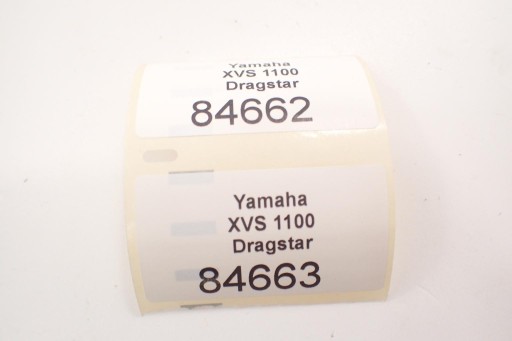 Yamaha
XVS 1100
Dragstar
84662
Yamaha
XVS 1100
Dragstar
84663